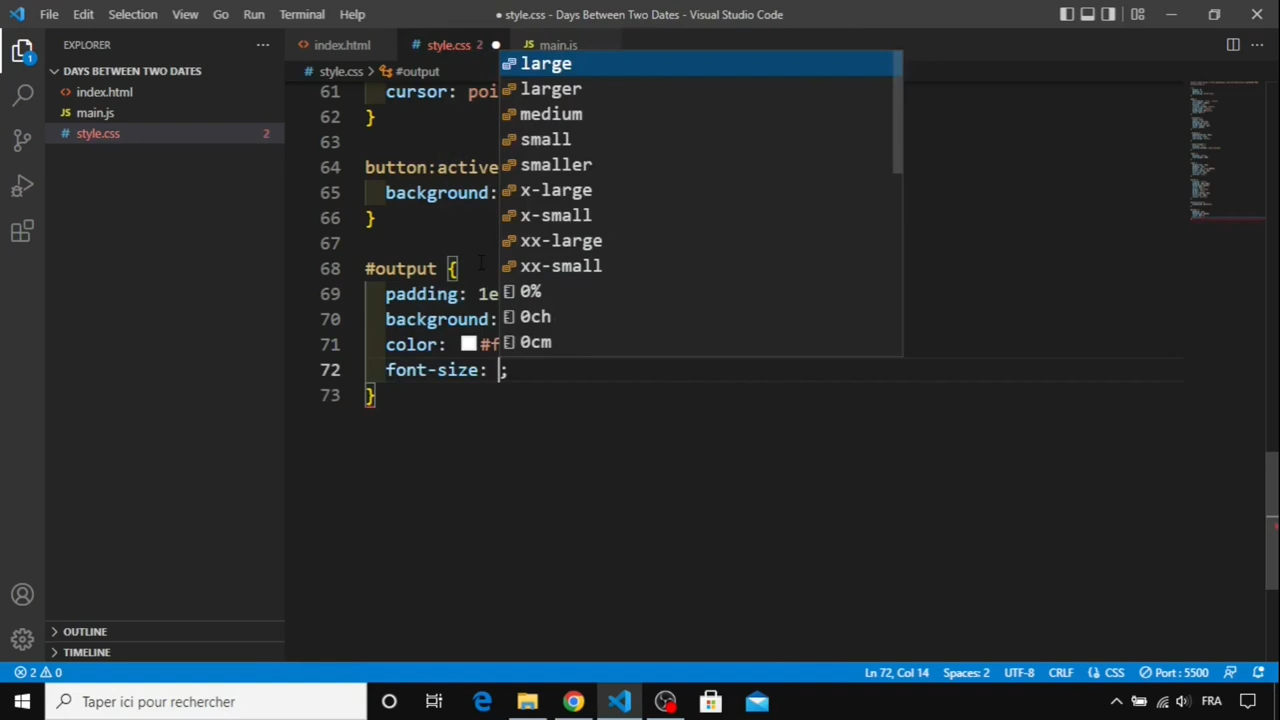 File Edit Selection View Go Run Terminal Help
● style.css - Days Between Two Dates - Visual Studio Code
EXPLORER
index.html
style.css 2
main.js
DAYS BETWEEN TWO DATES
index.html
main.js
style.css 2
1
style.css > #output
61 cursor: poi
62 }
63
64 button:active
65 background:
66 }
67
68 #output {
69 padding: 1e
70 background:
71 color: #f
72 font-size: ;
73 }
large
larger
medium
small
smaller
x-large
x-small
xx-large
xx-small
0%
0ch
0cm
OUTLINE
TIMELINE
2 0
Ln 72, Col 14 Spaces: 2 UTF-8 CRLF CSS Port : 5500
Taper ici pour rechercher
FRA